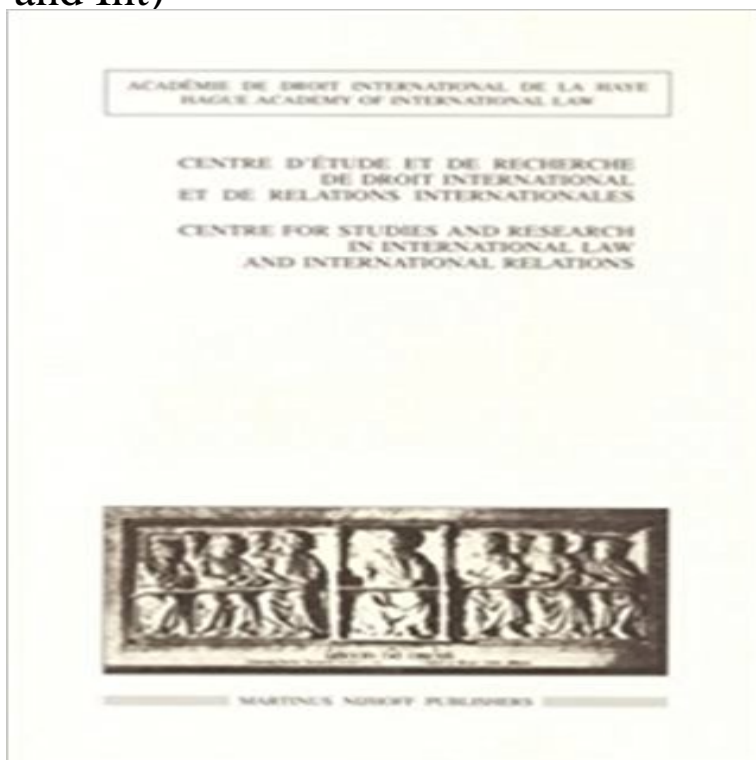 and Int)
ACADÉMIE DE DROIT INTERNATIONAL DE LA HAYE
HAGUE ACADEMY OF INTERNATIONAL LAW
CENTRE D'ÉTUDE ET DE RECHERCHE
DE DROIT INTERNATIONAL
ET DE RELATIONS INTERNATIONALES
CENTRE FOR STUDIES AND RESEARCH
IN INTERNATIONAL LAW
AND INTERNATIONAL RELATIONS
MARTINUS NIJHOFF PUBLISHERS